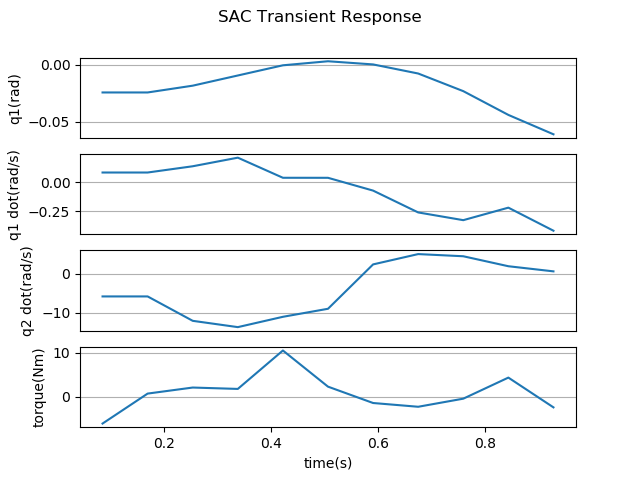 SAC Transient Response
0.00
−0.05
q1(rad)
0.00
−0.25
q1 dot(rad/s)
0
−10
q2 dot(rad/s)
10
0
torque(Nm)
0.2 0.4 0.6 0.8
time(s)